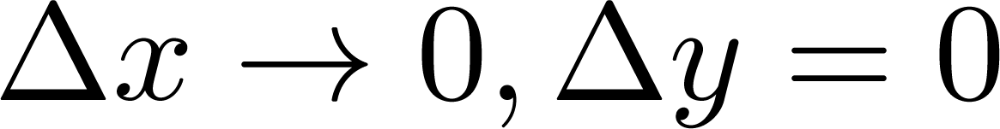 Δx → 0, Δy = 0